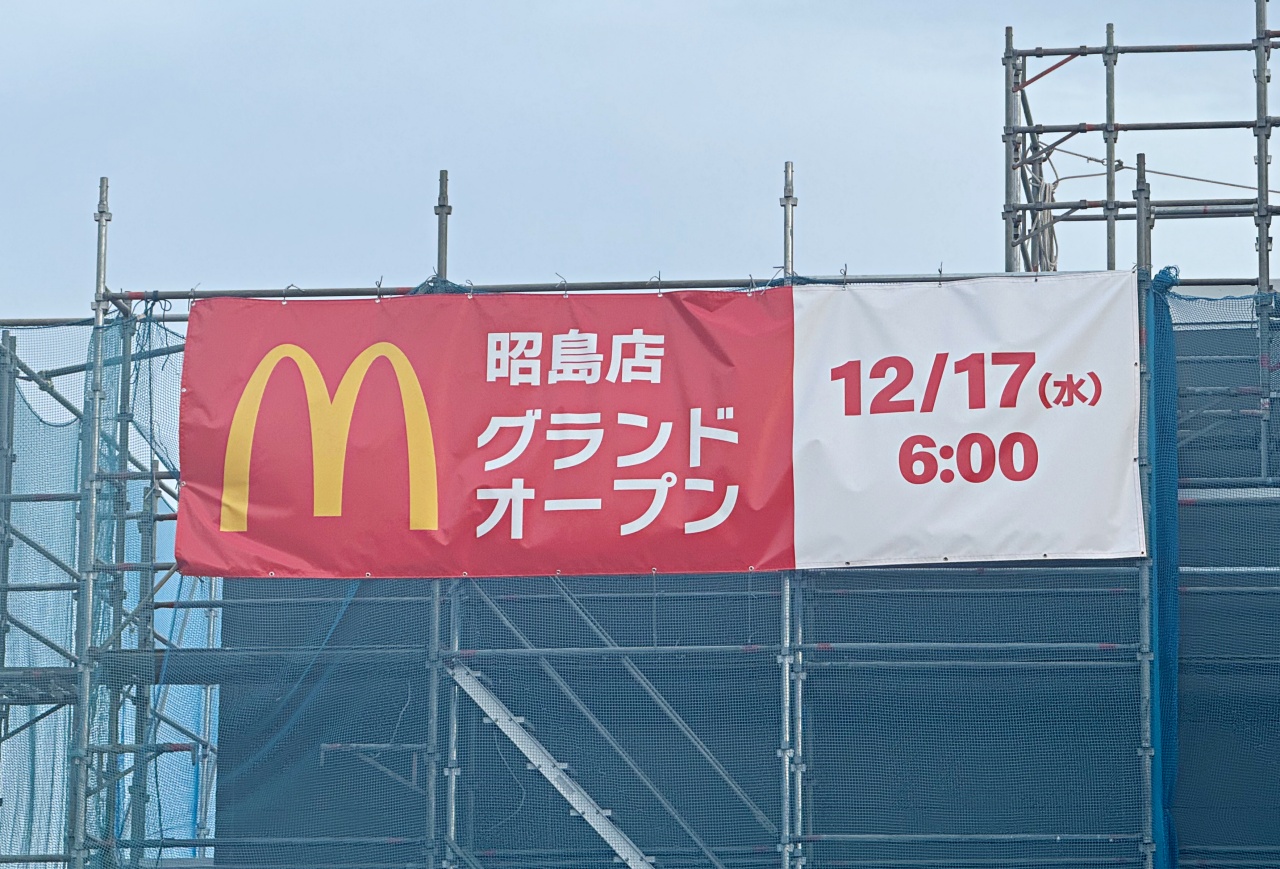 昭島店
グランド
オープン
12/17(水)
6:00